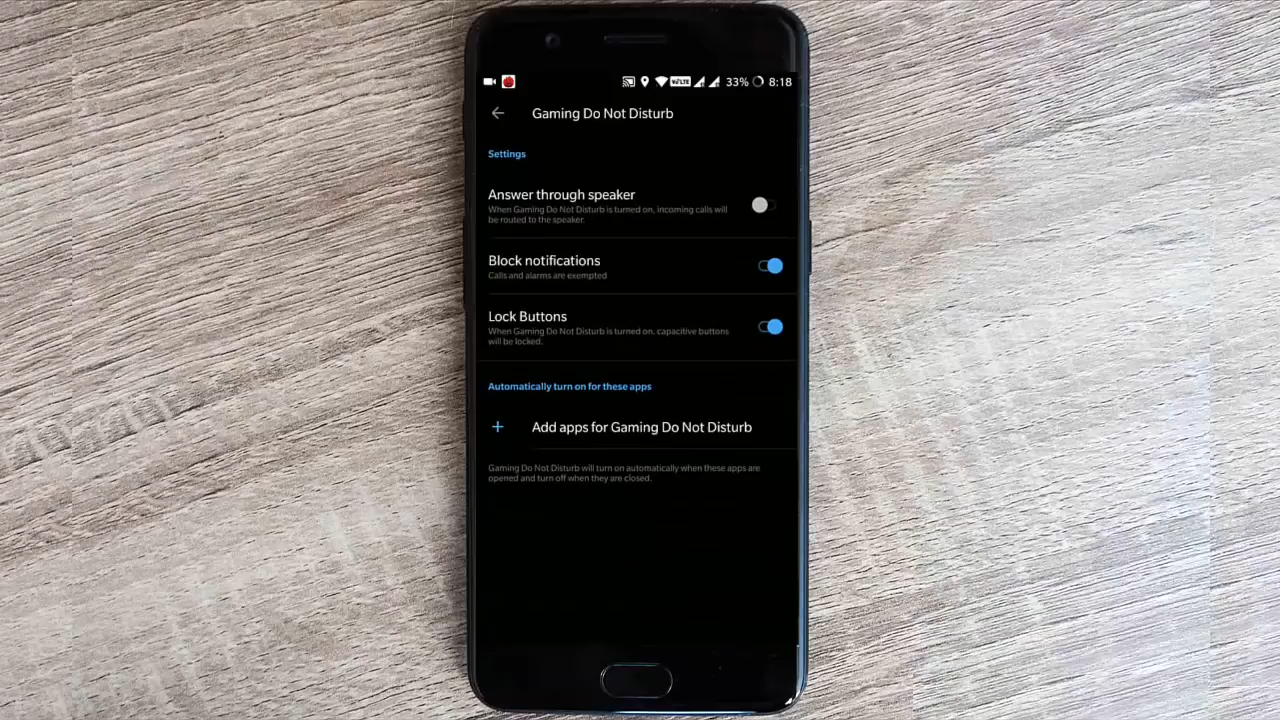 VoLTE 33% 8:18
Gaming Do Not Disturb
Settings
Answer through speaker
When Gaming Do Not Disturb is turned on, incoming calls will
be routed to the speaker.
Block notifications
Calls and alarms are exempted
Lock Buttons
When Gaming Do Not Disturb is turned on, capacitive buttons
will be locked.
Automatically turn on for these apps
+ Add apps for Gaming Do Not Disturb
Gaming Do Not Disturb will turn on automatically when these apps are
opened and turn off when they are closed.